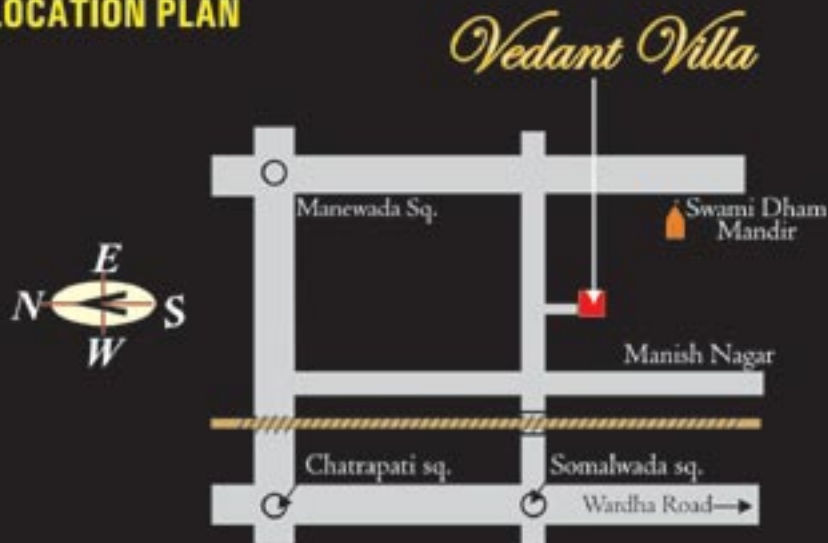 LOCATION PLAN
Vedant Villa
Manewada Sq.
Swami Dham
Mandir
E
N
S
W
Manish Nagar
Chatrapati sq.
Somalwada sq.
Wardha Road